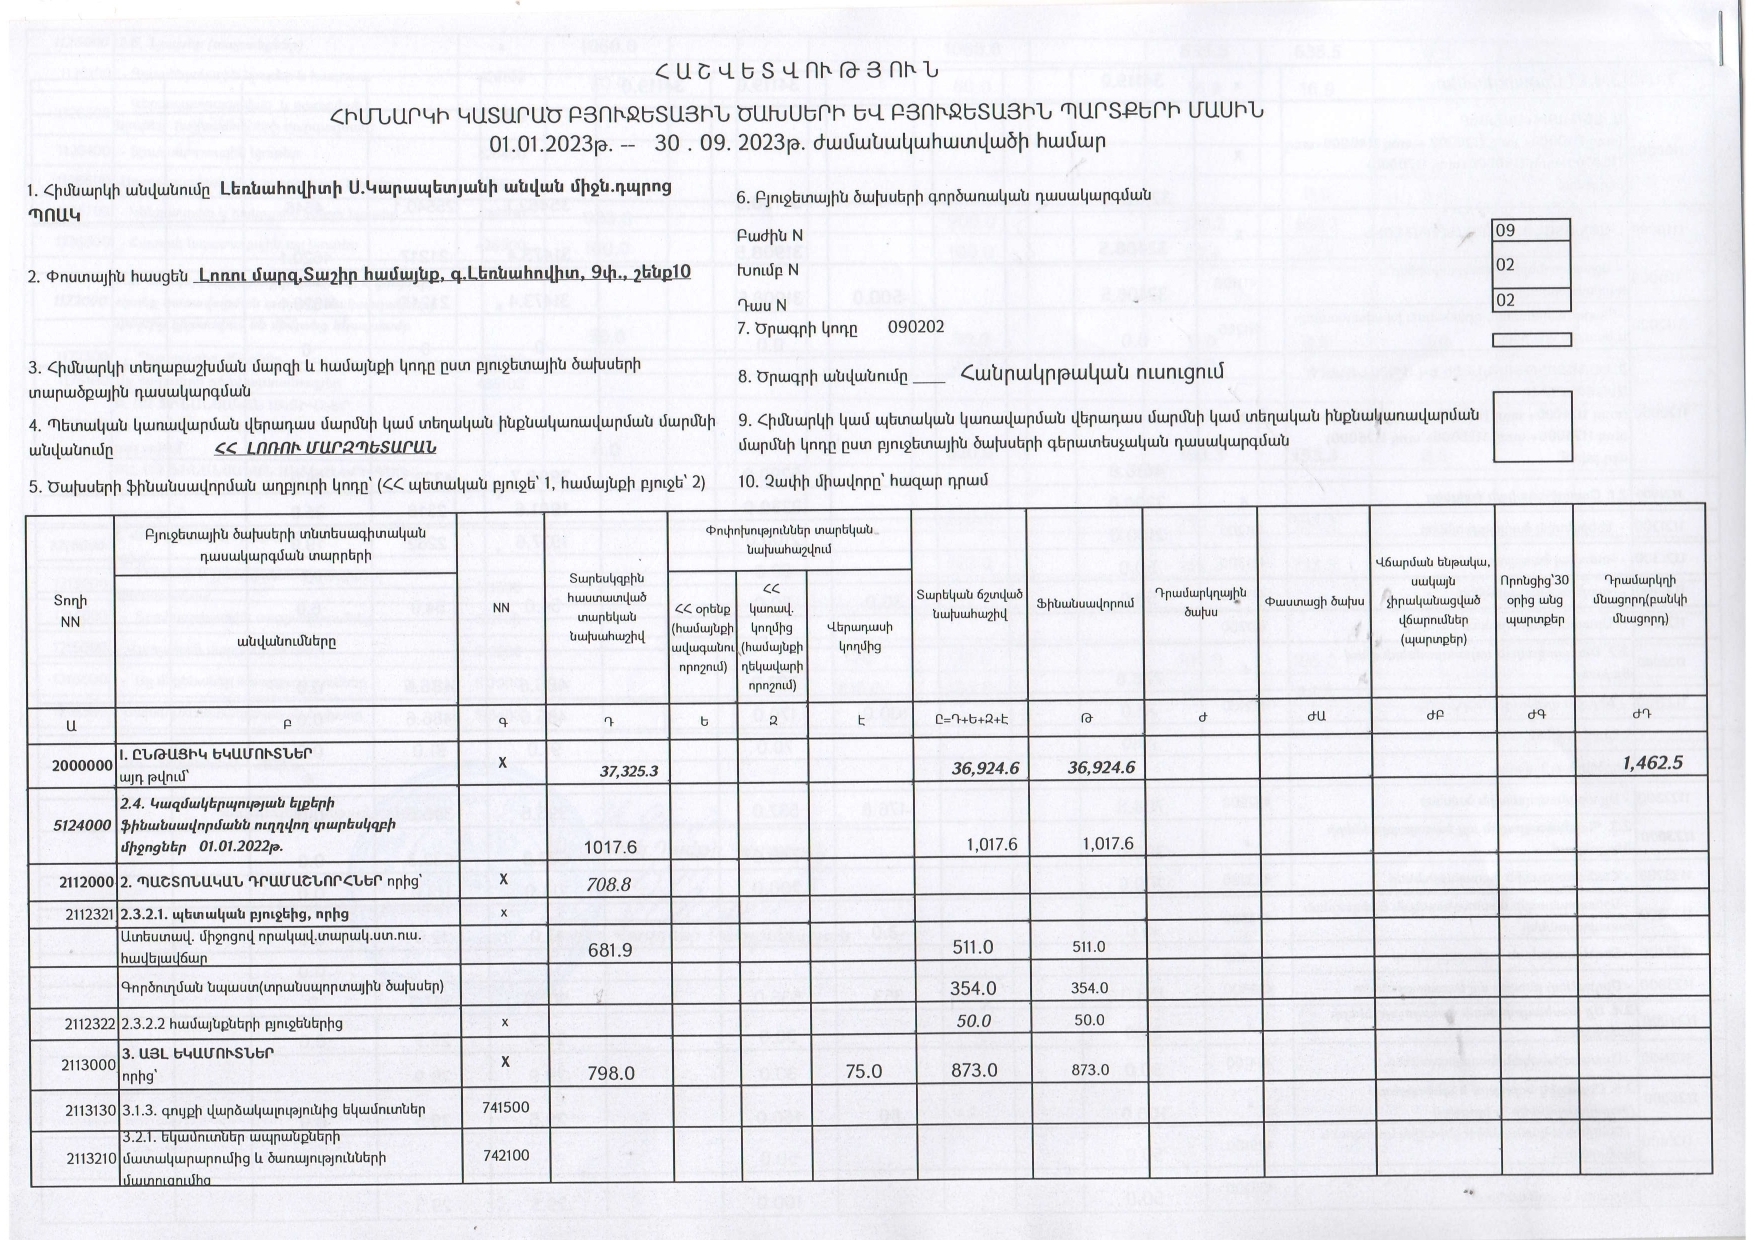 ՀԱՇՎԵՏՎՈՒԹՅՈՒՆ
ՀԻՄՆԱՐԿԻ ԿԱՏԱՐԱԾ ԲՅՈՒՋԵՏԱՅԻՆ ԾԱԽՍԵՐԻ ԵՎ ԲՅՈՒՋԵՏԱՅԻՆ ՊԱՐՏՔԵՐԻ ՄԱՍԻՆ
01.01.2023թ. -- 30 . 09. 2023թ. ժամանակահատվածի համար
1. Հիմնարկի անվանումը Լեռնահովիտի Ս.Կարապետյանի անվան միջն.դպրոց
ՊՈԱԿ
2. Փոստային հասցեն Լոռու մարզ,Տաշիր համայնք, գ.Լեռնահովիտ, 9փ., շենք10
3. Հիմնարկի տեղաբաշխման մարզի և համայնքի կոդը ըստ բյուջետային ծախսերի
տարածքային դասակարգման
4. Պետական կառավարման վերադաս մարմնի կամ տեղական ինքնակառավարման մարմնի
անվանումը ՀՀ ԼՈՌՈՒ ՄԱՐԶՊԵՏԱՐԱՆ
5. Ծախսերի ֆինանսավորման աղբյուրի կոդը՝ (ՀՀ պետական բյուջե՝ 1, համայնքի բյուջե՝ 2)
6. Բյուջետային ծախսերի գործառական դասակարգման
Բաժին N 09
Խումբ N 02
Դաս N 02
7. Ծրագրի կոդը 090202
8. Ծրագրի անվանումը ____ Հանրակրթական ուսուցում
9. Հիմնարկի կամ պետական կառավարման վերադաս մարմնի կամ տեղական ինքնակառավարման
մարմնի կոդը ըստ բյուջետային ծախսերի գերատեսչական դասակարգման
10. Չափի միավորը՝ հազար դրամ
Տողի
NN
Բյուջետային ծախսերի տնտեսագիտական
դասակարգման տարրերի
անվանումները
NN
Տարեսկզբին
հաստատված
տարեկան
նախահաշիվ
Փոփոխություններ տարեկան
նախահաշվում
ՀՀ օրենք
(համայնքի
ավագանու
որոշում)
ՀՀ
կառավ.
կողմից
(համայնքի
ղեկավարի
որոշում)
Վերադասի
կողմից
Տարեկան ճշտված
նախահաշիվ
Ֆինանսավորում
Դրամարկղային
ծախս
Փաստացի ծախս
Վճարման ենթակա,
սակայն
չիրականացված
վճարումներ
(պարտքեր)
Որոնցից՝30
օրից անց
պարտքեր
Դրամարկղի
մնացորդ(բանկի
մնացորդ)
Ա Բ Գ Դ Ե Զ Է Ը=Դ+Ե+Զ+Է Թ Ժ ԺԱ ԺԲ ԺԳ ԺԴ
2000000 I. ԸՆԹԱՑԻԿ ԵԿԱՄՈՒՏՆԵՐ
այդ թվում՝ X 37,325.3 36,924.6 36,924.6 1,462.5
5124000 2.4. Կազմակերպության ելքերի
ֆինանսավորմանն ուղղվող տարեսկզբի
միջոցներ 01.01.2022թ. 1017.6 1,017.6 1,017.6
2112000 2. ՊԱՇՏՈՆԱԿԱՆ ԴՐԱՄԱՇՆՈՐՀՆԵՐ որից՝ X 708.8
2112321 2.3.2.1. պետական բյուջեից, որից x
Ատեստավ. միջոցով որակավ.տարակ.ստ.ուս.
հավելավճար 681.9 511.0 511.0
Գործուղման նպաստ(տրանսպորտային ծախսեր) 354.0 354.0
2112322 2.3.2.2 համայնքների բյուջեներից x 50.0 50.0
2113000 3. ԱՅԼ ԵԿԱՄՈՒՏՆԵՐ
որից՝ X 798.0 75.0 873.0 873.0
2113130 3.1.3. գույքի վարձակալությունից եկամուտներ 741500
2113210 3.2.1. եկամուտներ ապրանքների
մատակարարումից և ծառայությունների
մատուցումից 742100